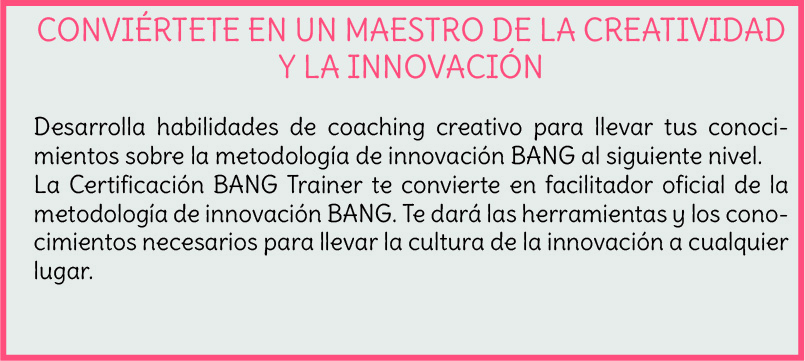 CONVIÉRTETE EN UN MAESTRO DE LA CREATIVIDAD
Y LA INNOVACIÓN
Desarrolla habilidades de coaching creativo para llevar tus conoci-
mientos sobre la metodología de innovación BANG al siguiente nivel.
La Certificación BANG Trainer te convierte en facilitador oficial de la
metodología de innovación BANG. Te dará las herramientas y los cono-
cimientos necesarios para llevar la cultura de la innovación a cualquier
lugar.